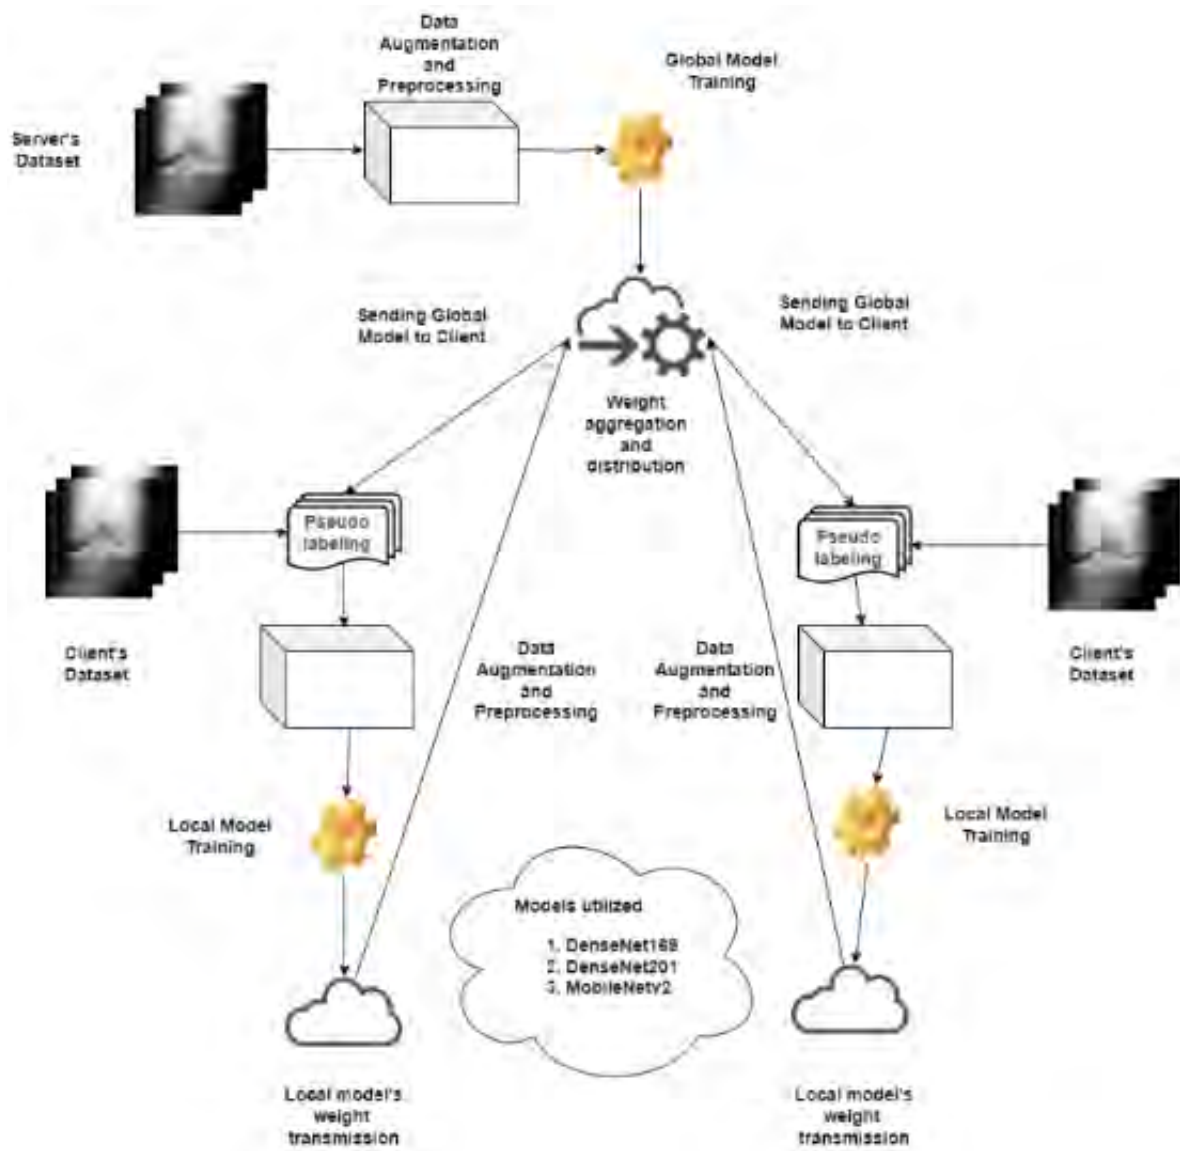 Data
Augmentation
and
Preprocessing
Global Model
Training
Server's
Dataset
Sending Global
Model to Client
Sending Global
Model to Client
Weight
aggregation
and
distribution
Pseudo
labeling
Pseudo
labeling
Client's
Dataset
Data
Augmentation
and
Preprocessing
Data
Augmentation
and
Preprocessing
Client's
Dataset
Local Model
Training
Local Model
Training
Models utilized
1. DenseNet169
2. DenseNet201
3. MobileNetv2
Local model's
weight
transmission
Local model's
weight
transmission